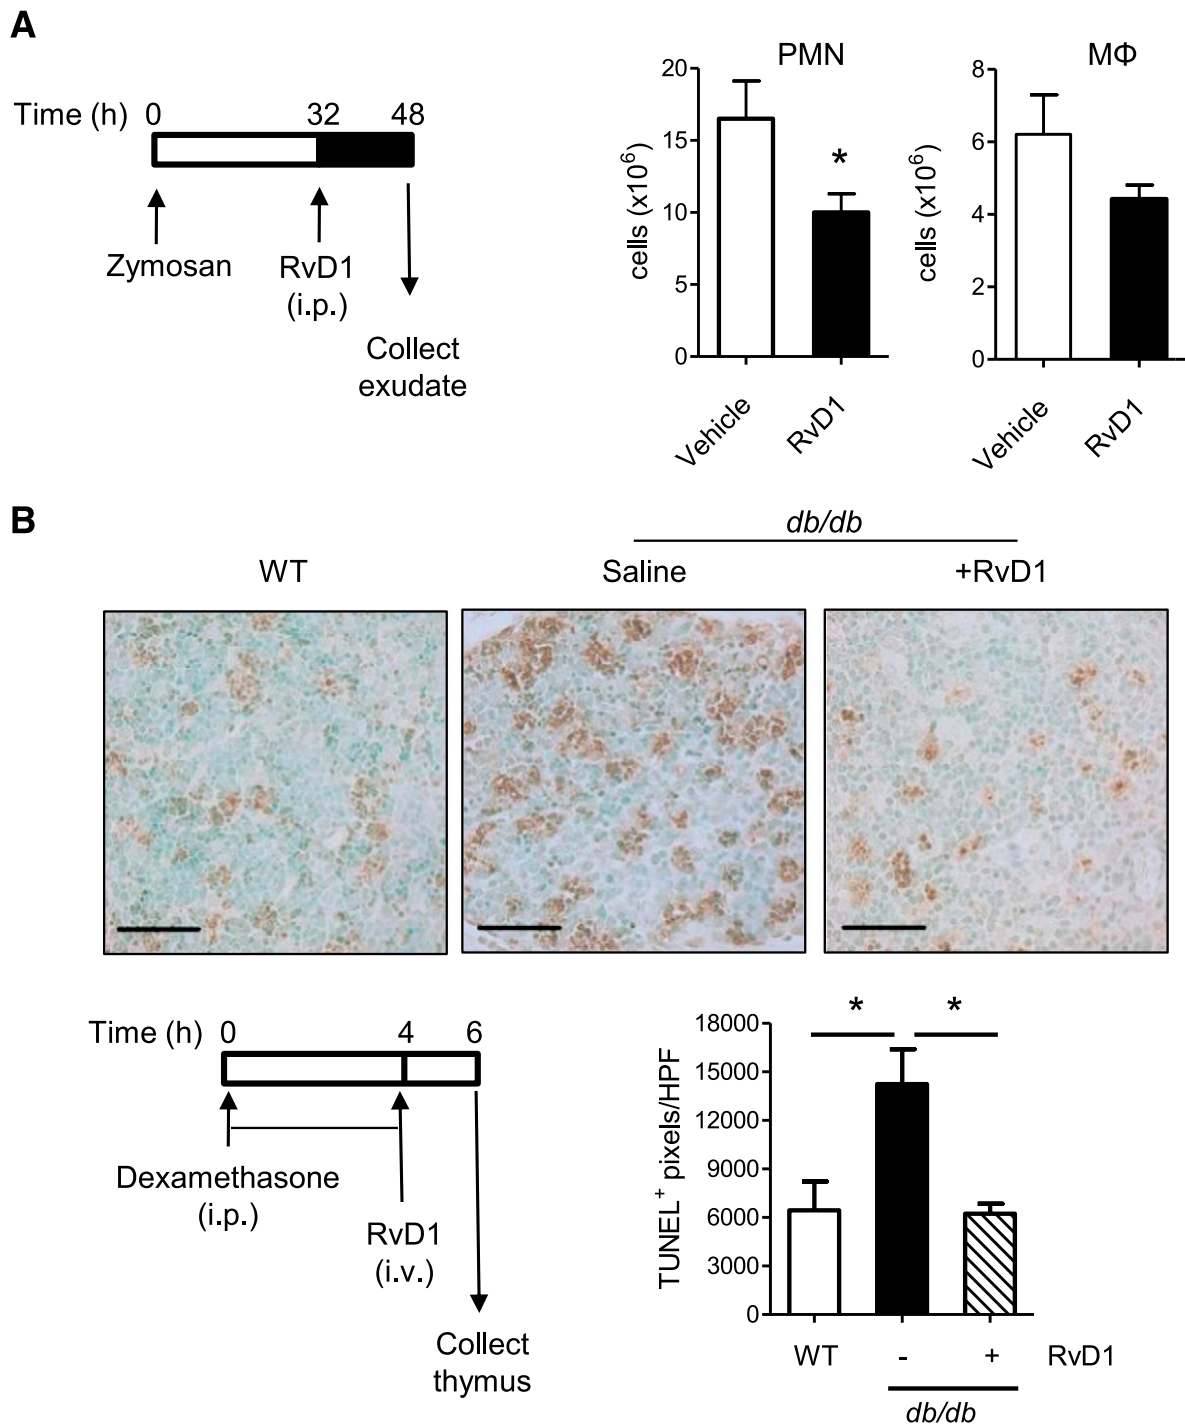 A
Time (h) 0 32 48
Zymosan
RvD1
(i.p.)
Collect
exudate
PMN
20
15
10
5
0
cells (x10⁶)
*
Vehicle
RvD1
MΦ
8
6
4
2
0
cells (x10⁶)
Vehicle
RvD1
B
db/db
WT Saline +RvD1
Time (h) 0 4 6
Dexamethasone
(i.p.)
RvD1
(i.v.)
Collect
thymus
* *
18000
15000
12000
9000
6000
3000
0
TUNEL⁺ pixels/HPF
WT - + RvD1
db/db